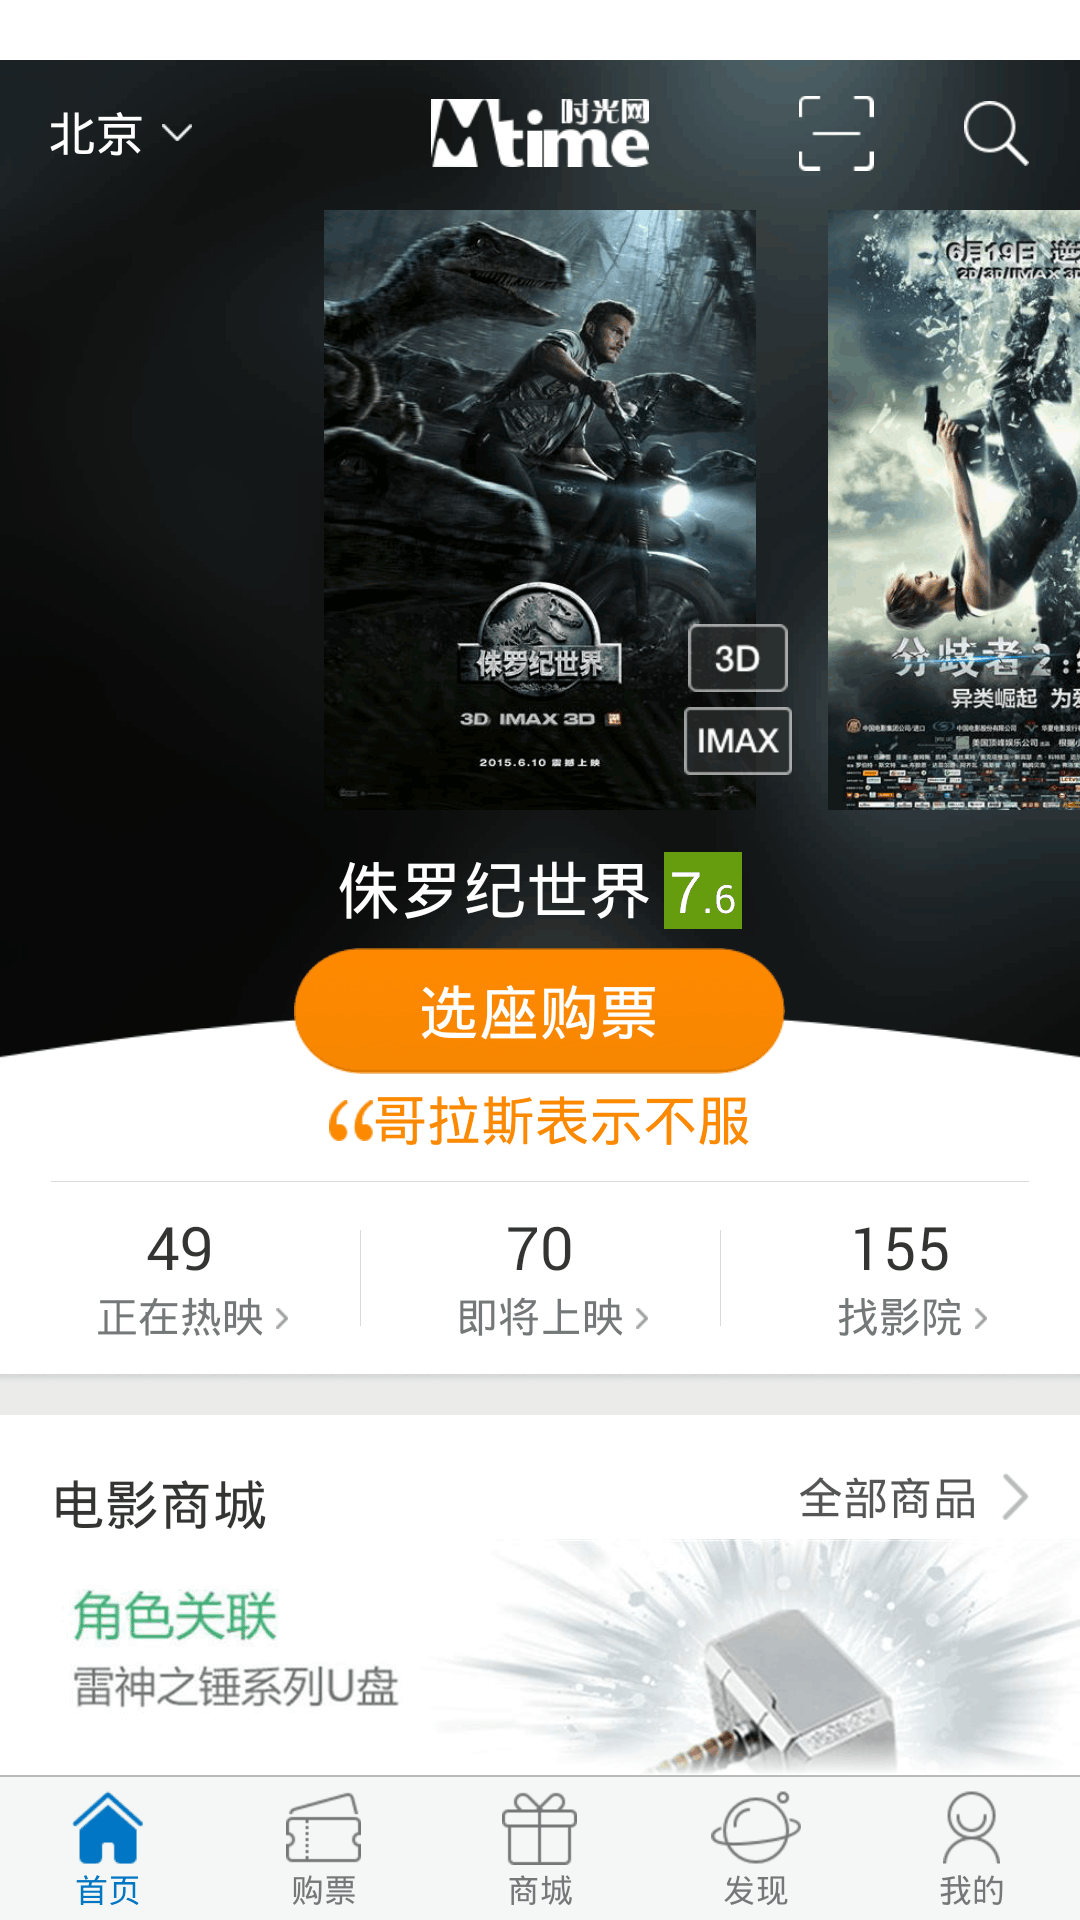 北京
Mtime 时光网
6月19日
2D/3D/IMAX 3D
侏罗纪世界
3D IMAX 3D
2015.6.10 震撼上映
3D
IMAX
分歧者2:
异类崛起 为爱
侏罗纪世界 7.6
选座购票
“哥拉斯表示不服
49
正在热映
70
即将上映
155
找影院
电影商城
全部商品
角色关联
雷神之锤系列U盘
首页
购票
商城
发现
我的